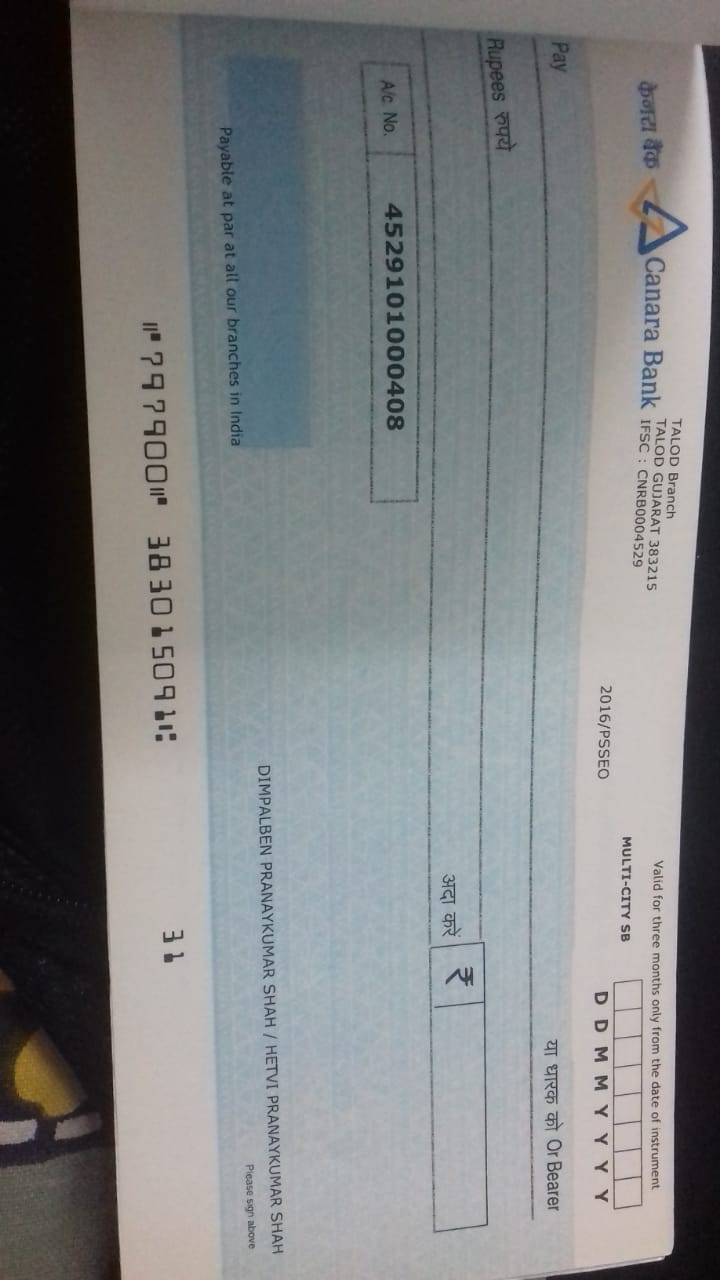 केनरा बैंक Canara Bank
TALOD Branch
TALOD GUJARAT 383215
IFSC : CNRB0004529
Valid for three months only from the date of instrument
MULTI-CITY SB
2016/PSSEO
D D M M Y Y Y Y
Pay
या धारक को Or Bearer
Rupees रुपये
अदा करें ₹
A/c No. 4529101000408
Payable at par at all our branches in India
DIMPALBEN PRANAYKUMAR SHAH / HETVI PRANAYKUMAR SHAH
Please sign above
⑈797900⑈ 383015091⑆ 31